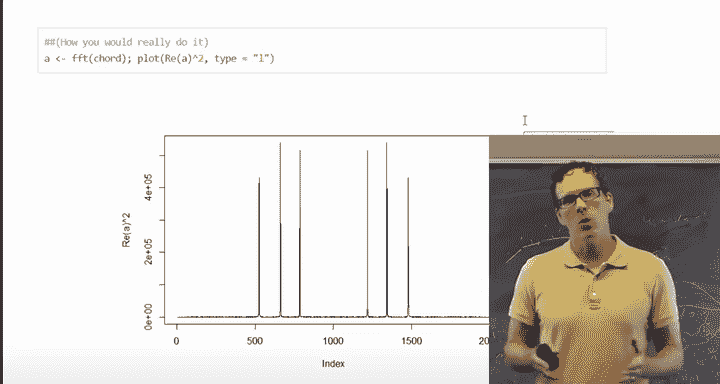 ##(How you would really do it)
a <- fft(chord); plot(Re(a)^2, type = "l")
4e+05
2e+05
0e+00
Re(a)^2
0
500
1000
1500
Index